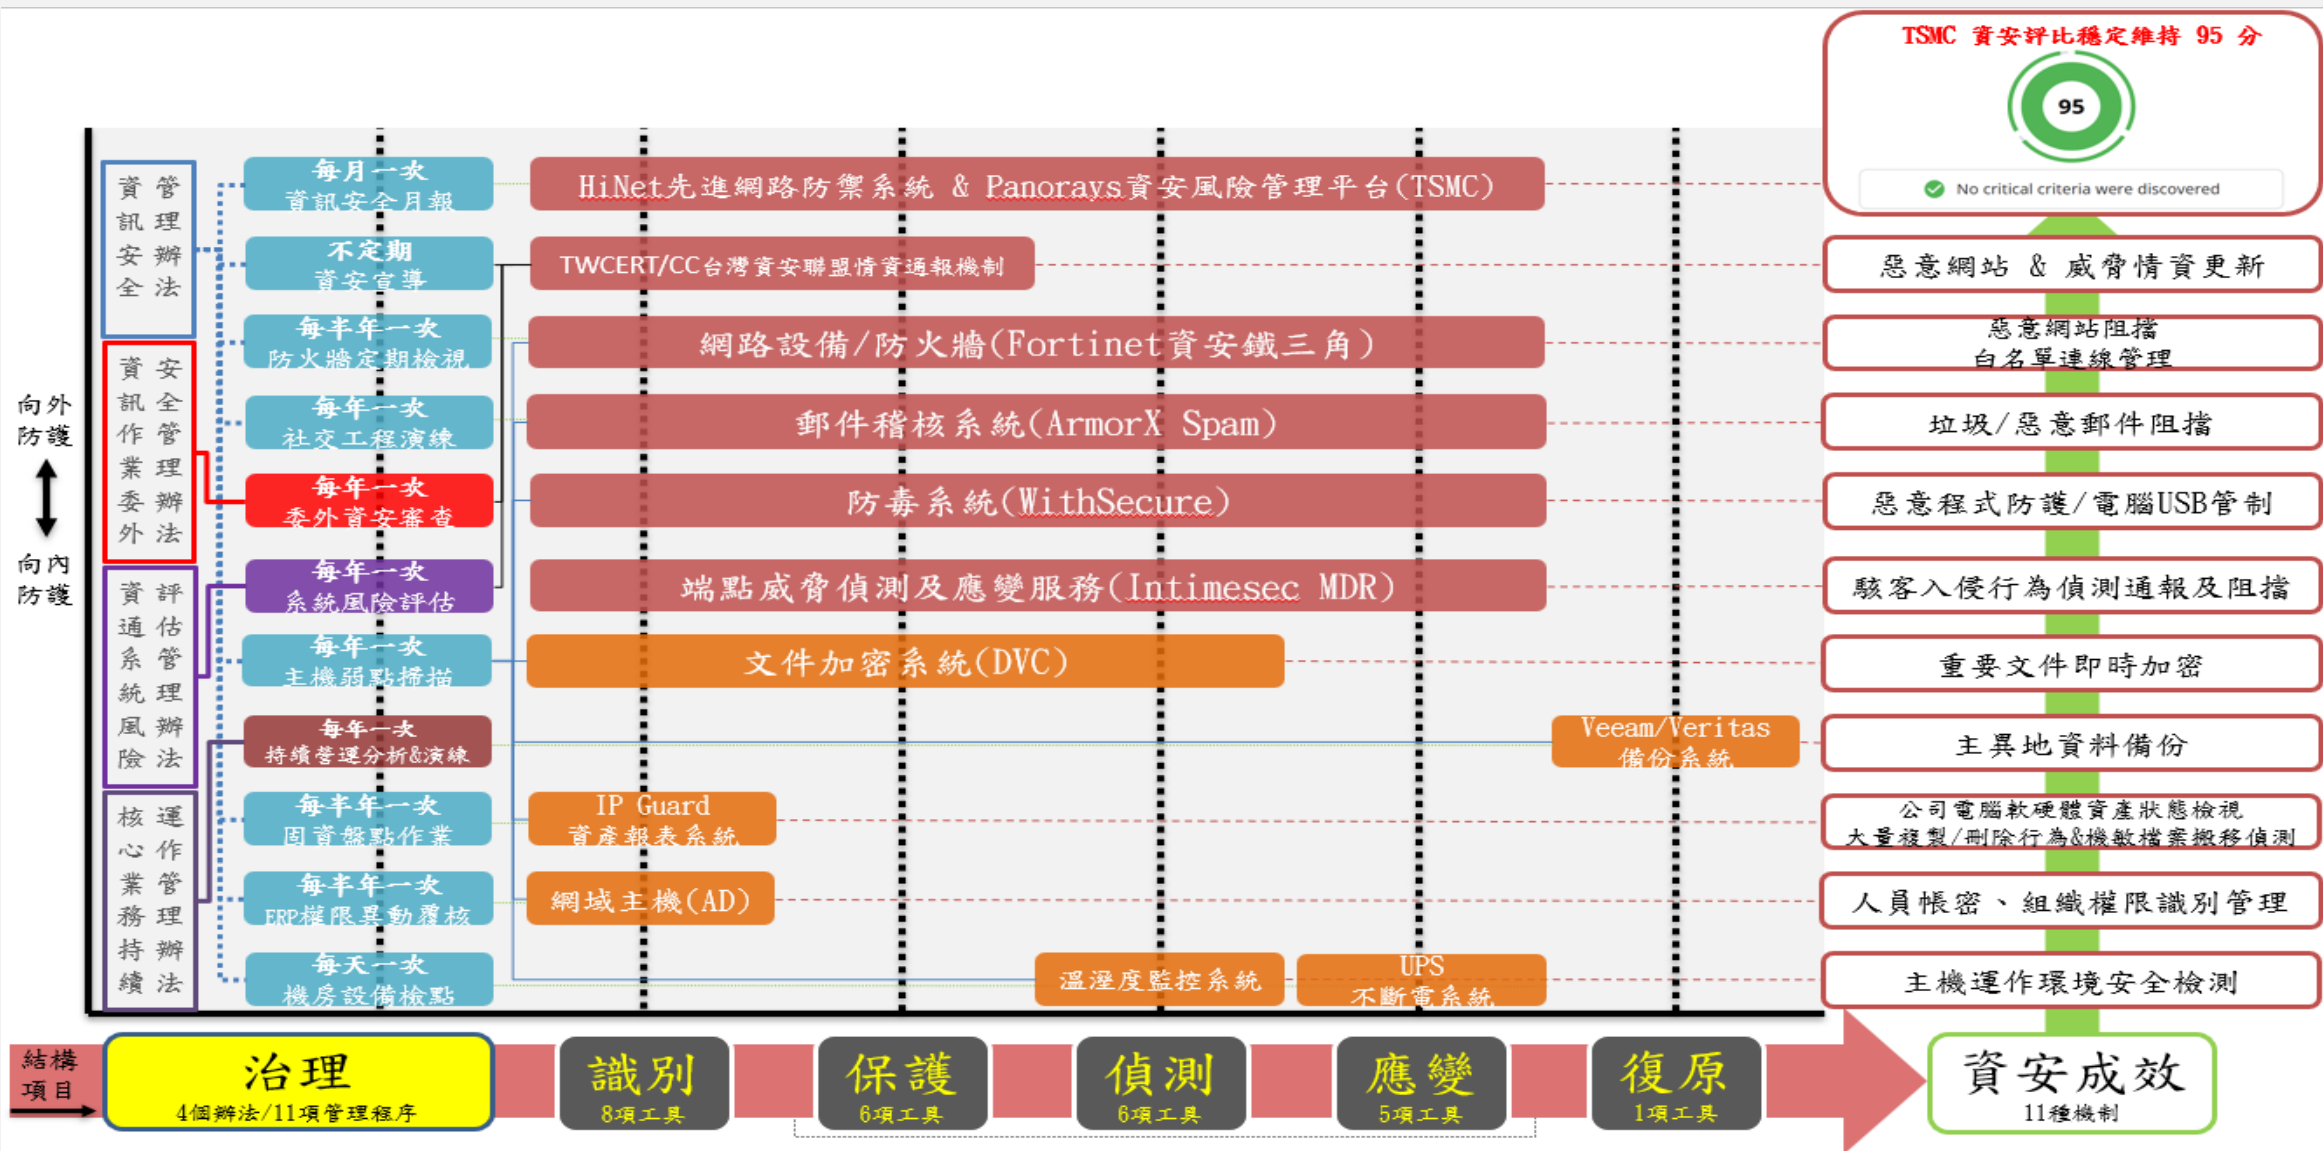 TSMC 資安評比穩定維持 95 分
95
No critical criteria were discovered
向外
防護
向內
防護
資訊安全
管理辦法
資訊作業委外
安全管理辦法
資通系統風險
評估管理辦法
核心業務持續
運作管理辦法
每月一次
資訊安全月報
HiNet先進網路防禦系統 & Panorays資安風險管理平台(TSMC)
不定期
資安宣導
TWCERT/CC台灣資安聯盟情資通報機制
惡意網站 & 威脅情資更新
每半年一次
防火牆定期檢視
網路設備/防火牆(Fortinet資安鐵三角)
惡意網站阻擋
白名單連線管理
每年一次
社交工程演練
郵件稽核系統(ArmorX Spam)
垃圾/惡意郵件阻擋
每年一次
委外資安審查
防毒系統(WithSecure)
惡意程式防護/電腦USB管制
每年一次
系統風險評估
端點威脅偵測及應變服務(Intimesec MDR)
駭客入侵行為偵測通報及阻擋
每年一次
主機弱點掃描
文件加密系統(DVC)
重要文件即時加密
每年一次
持續營運分析&演練
Veeam/Veritas
備份系統
主異地資料備份
每半年一次
固資盤點作業
IP Guard
資產報表系統
公司電腦軟硬體資產狀態檢視
大量複製/刪除行為&機敏檔案搬移偵測
每半年一次
ERP權限異動覆核
網域主機(AD)
人員帳密、組織權限識別管理
每天一次
機房設備檢點
溫溼度監控系統
UPS
不斷電系統
主機運作環境安全檢測
結構
項目
治理
4個辦法/11項管理程序
識別
8項工具
保護
6項工具
偵測
6項工具
應變
5項工具
復原
1項工具
資安成效
11種機制